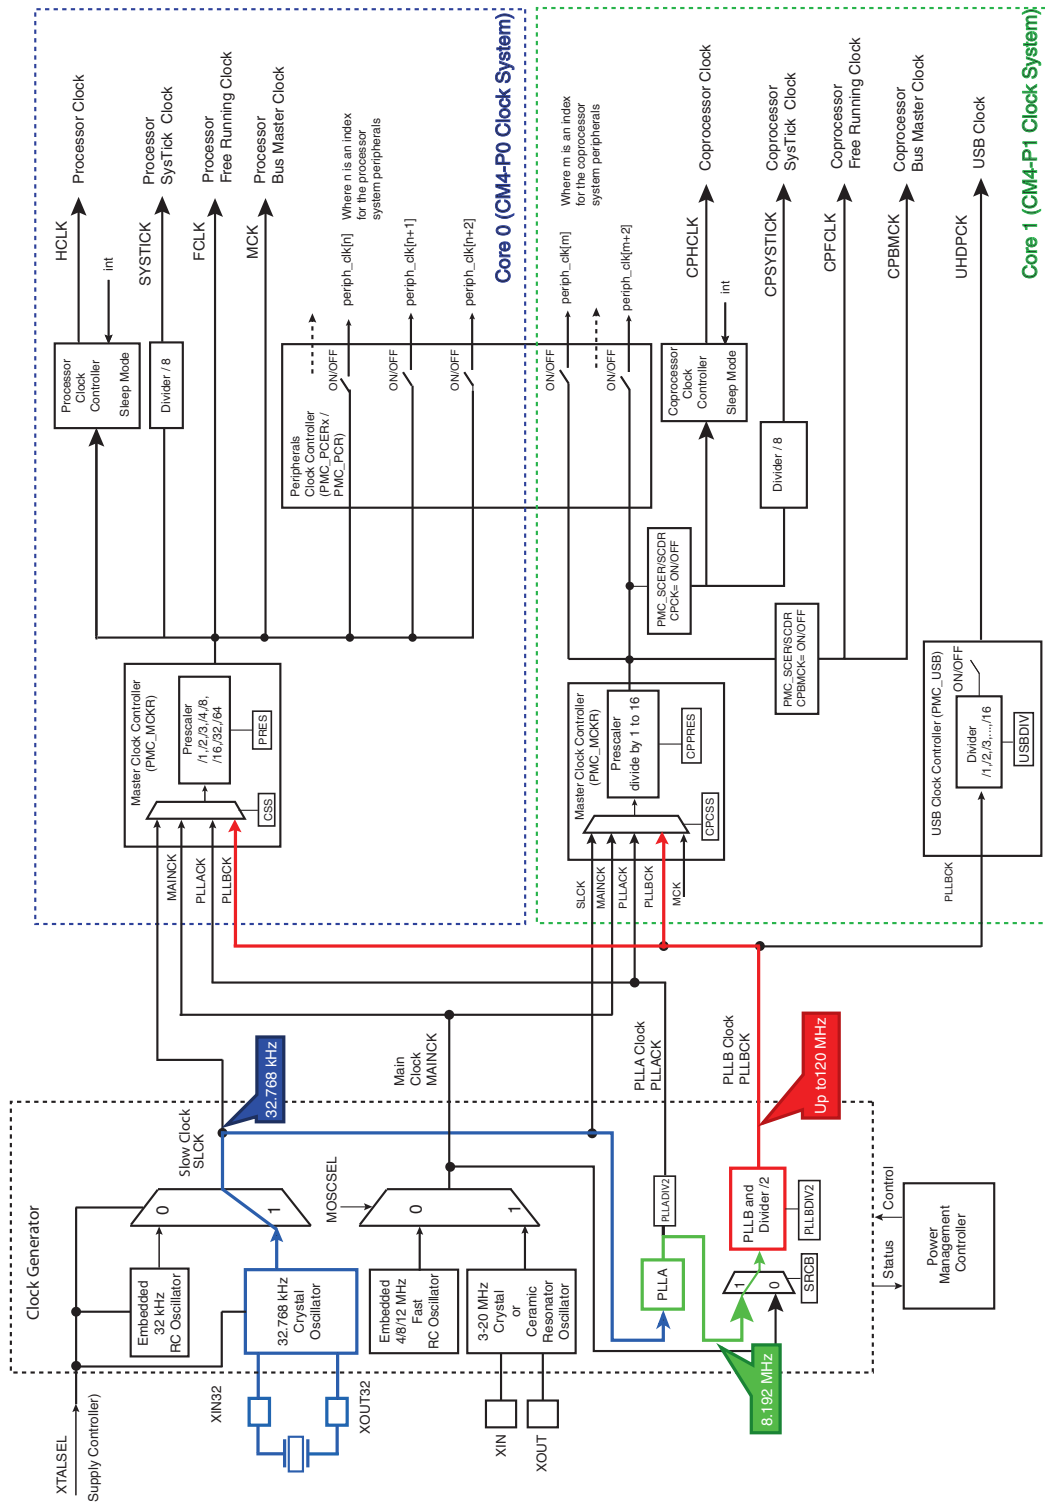 XTALSEL
Supply Controller)
Clock Generator
Embedded
32 kHz
RC Oscillator
0
1
Slow Clock
SLCK
32.768 kHz
32.768 kHz
Crystal
Oscillator
XIN32
XOUT32
MOSCSEL
Embedded
4/8/12 MHz
Fast
RC Oscillator
0
1
3-20 MHz
Crystal
or
Ceramic
Resonator
Oscillator
XIN
XOUT
Main
Clock
MAINCK
PLLA
PLLADIV2
PLLA Clock
PLLACK
8.192 MHz
1
0
SRCB
PLLB and
Divider /2
PLLBDIV2
PLLB Clock
PLLBCK
Up to120 MHz
Status
Control
Power
Management
Controller
MAINCK
PLLACK
PLLBCK
Master Clock Controller
(PMC_MCKR)
Prescaler
/1,/2,/3,/4,/8,
/16,/32,/64
CSS
PRES
Processor
Clock
Controller
Sleep Mode
int
HCLK
Processor Clock
Divider / 8
SYSTICK
Processor
SysTick Clock
FCLK
Processor
Free Running Clock
MCK
Processor
Bus Master Clock
Peripherals
Clock Controller
(PMC_PCERx /
PMC_PCR)
ON/OFF
ON/OFF
ON/OFF
periph_clk[n]
Where n is an index
for the processor
system peripherals
periph_clk[n+1]
periph_clk[n+2]
Core 0 (CM4-P0 Clock System)
SLCK
MAINCK
PLLACK
PLLBCK
MCK
Master Clock Controller
(PMC_MCKR)
Prescaler
divide by 1 to 16
CPCSS
CPPRES
ON/OFF
ON/OFF
periph_clk[m]
Where m is an index
for the coprocessor
system peripherals
periph_clk[m+2]
PMC_SCER/SCDR
CPCK= ON/OFF
Coprocessor
Clock
Controller
Sleep Mode
int
CPHCLK
Coprocessor Clock
Divider / 8
CPSYSTICK
Coprocessor
SysTick Clock
PMC_SCER/SCDR
CPBMCK= ON/OFF
CPFCLK
Coprocessor
Free Running Clock
CPBMCK
Coprocessor
Bus Master Clock
PLLBCK
USB Clock Controller (PMC_USB)
Divider
/1,/2,/3,...,/16
ON/OFF
USBDIV
UHDPCK
USB Clock
Core 1 (CM4-P1 Clock System)